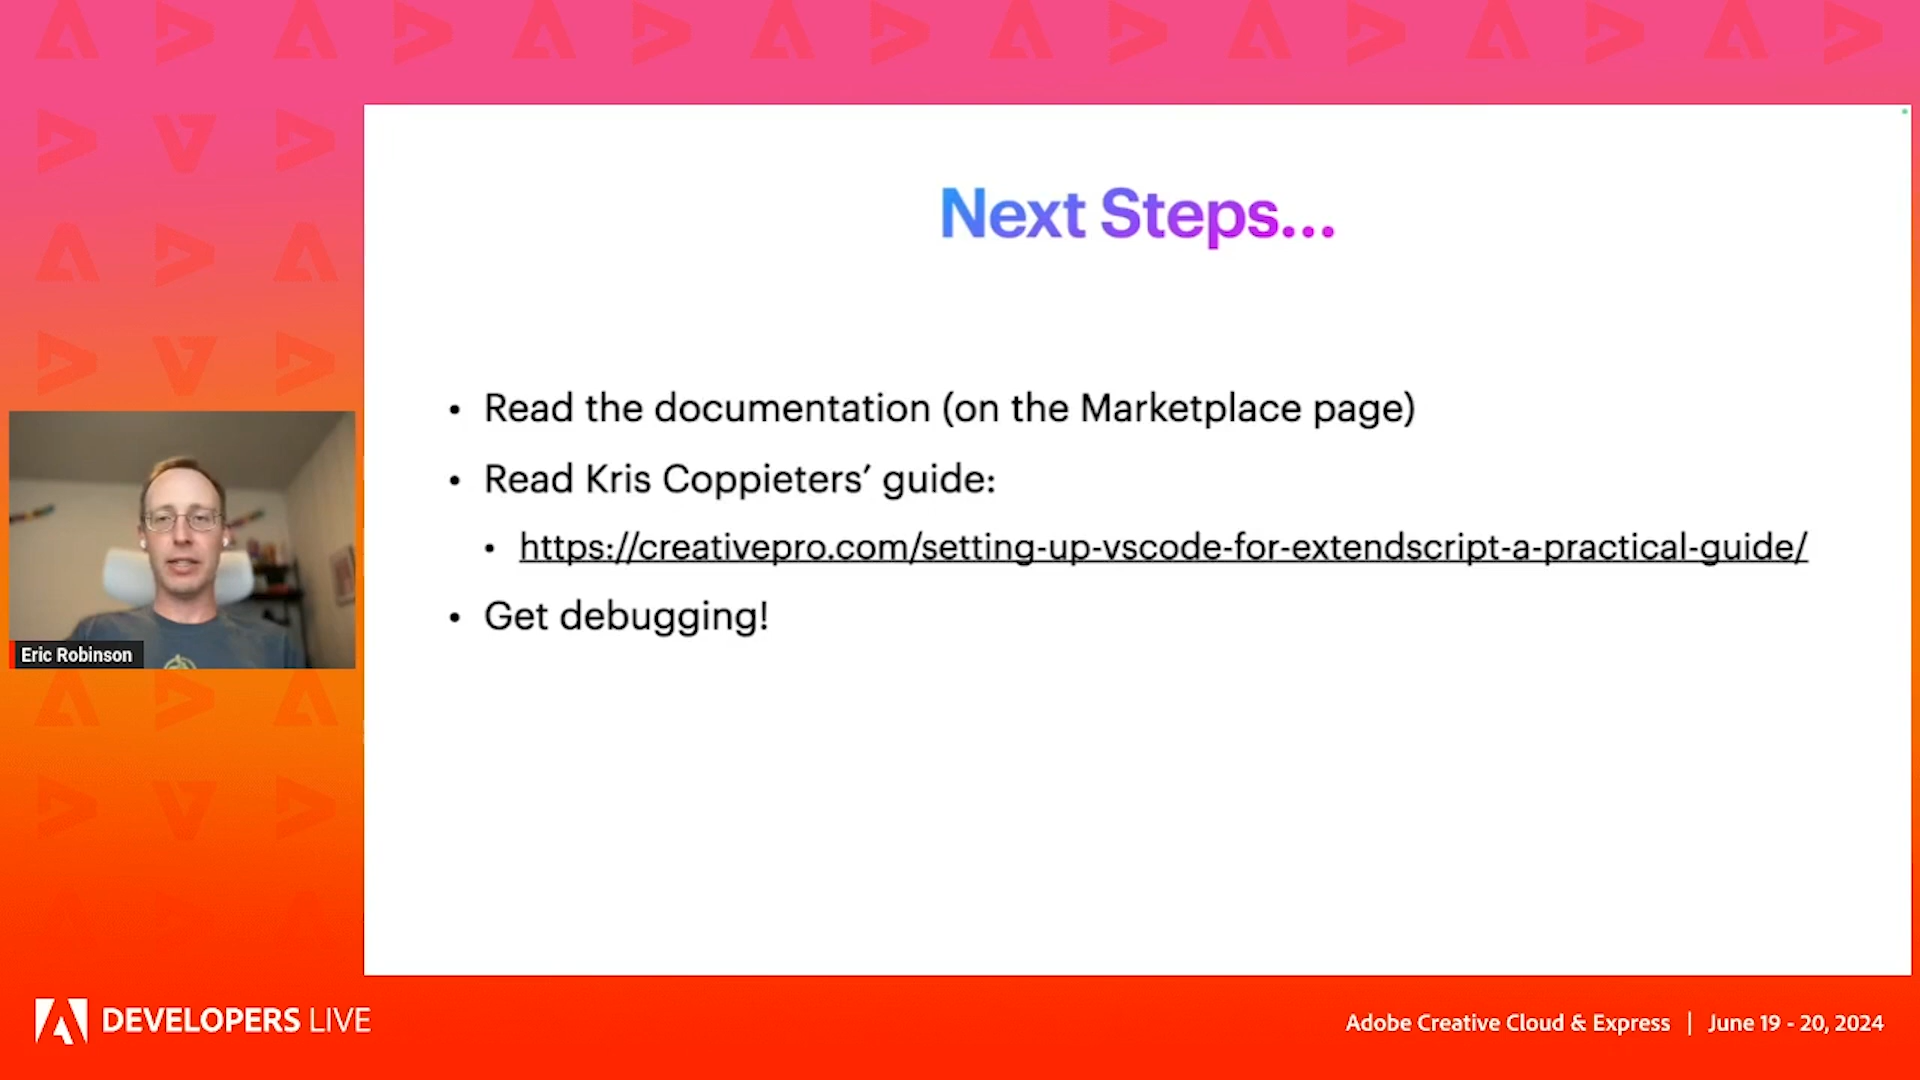 Next Steps...
• Read the documentation (on the Marketplace page)
• Read Kris Coppieters’ guide:
• https://creativepro.com/setting-up-vscode-for-extendscript-a-practical-guide/
• Get debugging!
Eric Robinson
DEVELOPERS LIVE
Adobe Creative Cloud & Express | June 19 - 20, 2024